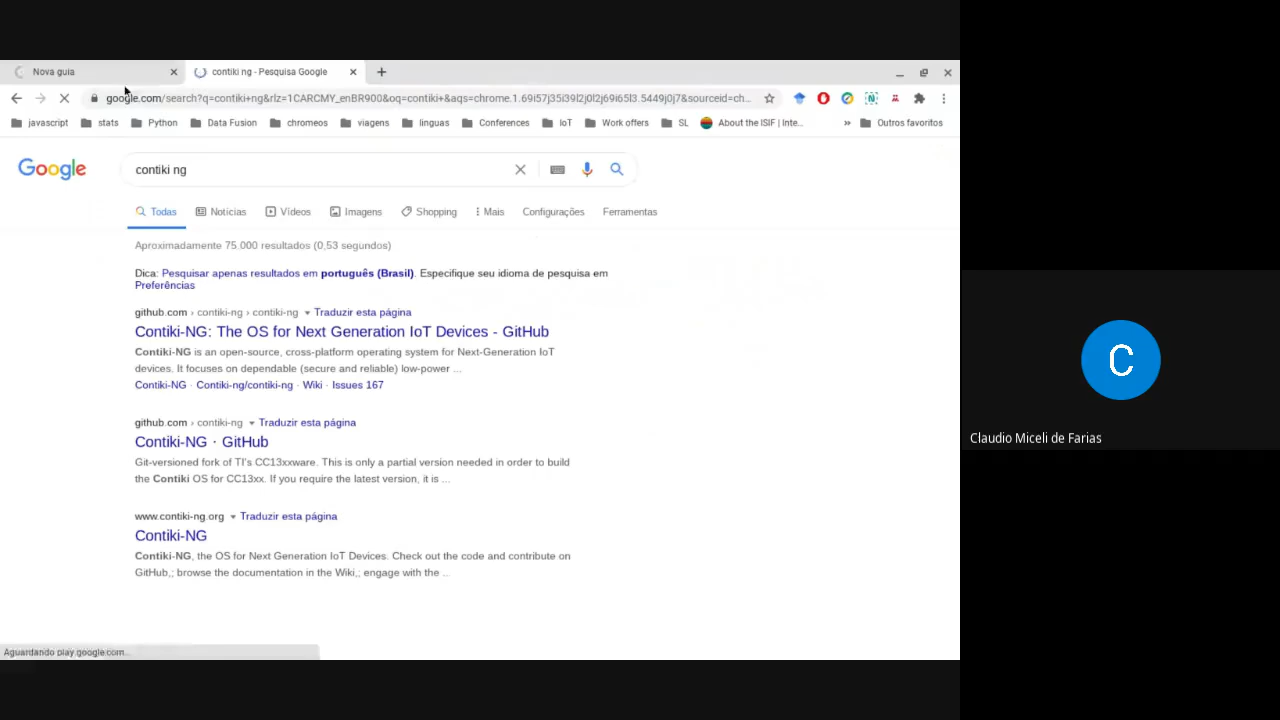 Nova guia
contiki ng - Pesquisa Google
google.com/search?q=contiki+ng&rlz=1CARCMY_enBR900&oq=contiki+&aqs=chrome.1.69i57j35i39l2j0l2j69i65l3.5449j0j7&sourceid=ch...
javascript stats Python Data Fusion chromeos viagens linguas Conferences IoT Work offers SL About the ISIF | Inte... » Outros favoritos
Google
contiki ng
Todas Notícias Vídeos Imagens Shopping Mais Configurações Ferramentas
Aproximadamente 75.000 resultados (0,53 segundos)
Dica: Pesquisar apenas resultados em português (Brasil). Especifique seu idioma de pesquisa em
Preferências
github.com › contiki-ng › contiki-ng ▾ Traduzir esta página
Contiki-NG: The OS for Next Generation IoT Devices - GitHub
Contiki-NG is an open-source, cross-platform operating system for Next-Generation IoT
devices. It focuses on dependable (secure and reliable) low-power ...
Contiki-NG · Contiki-ng/contiki-ng · Wiki · Issues 167
github.com › contiki-ng ▾ Traduzir esta página
Contiki-NG · GitHub
Git-versioned fork of TI's CC13xxware. This is only a partial version needed in order to build
the Contiki OS for CC13xx. If you require the latest version, it is ...
www.contiki-ng.org ▾ Traduzir esta página
Contiki-NG
Contiki-NG, the OS for Next Generation IoT Devices. Check out the code and contribute on
GitHub,; browse the documentation in the Wiki,; engage with the ...
Aguardando play.google.com...
C
Claudio Miceli de Farias